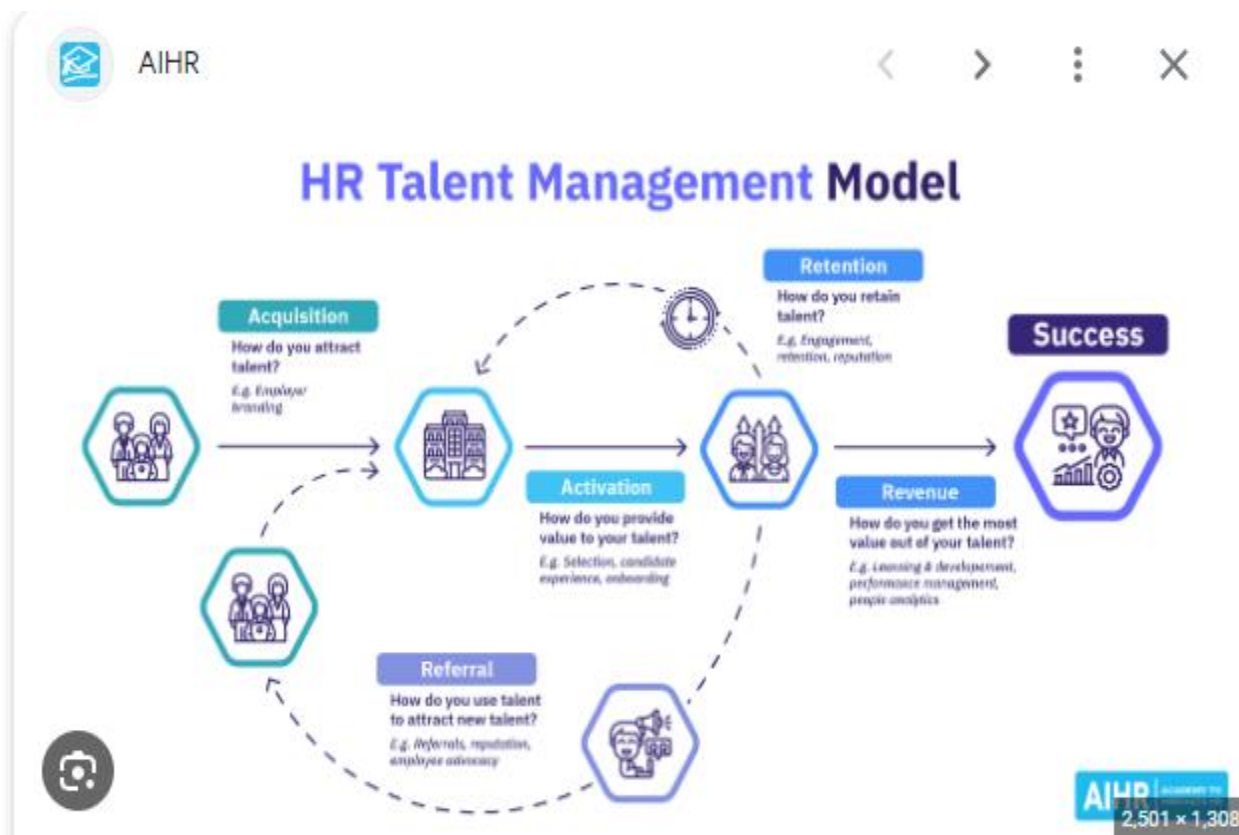 AIHR
HR Talent Management Model
Retention
How do you retain
talent?
E.g. Engagement,
retention, reputation
Acquisition
How do you attract
talent?
E.g. Employer
branding
Success
Activation
How do you provide
value to your talent?
E.g. Selection, candidate
experience, onboarding
Revenue
How do you get the most
value out of your talent?
E.g. Learning & developement,
performance management,
people analytics
Referral
How do you use talent
to attract new talent?
E.g. Referrals, reputation,
employee advocacy
AIHR
ACADEMY TO
2,501 × 1,308